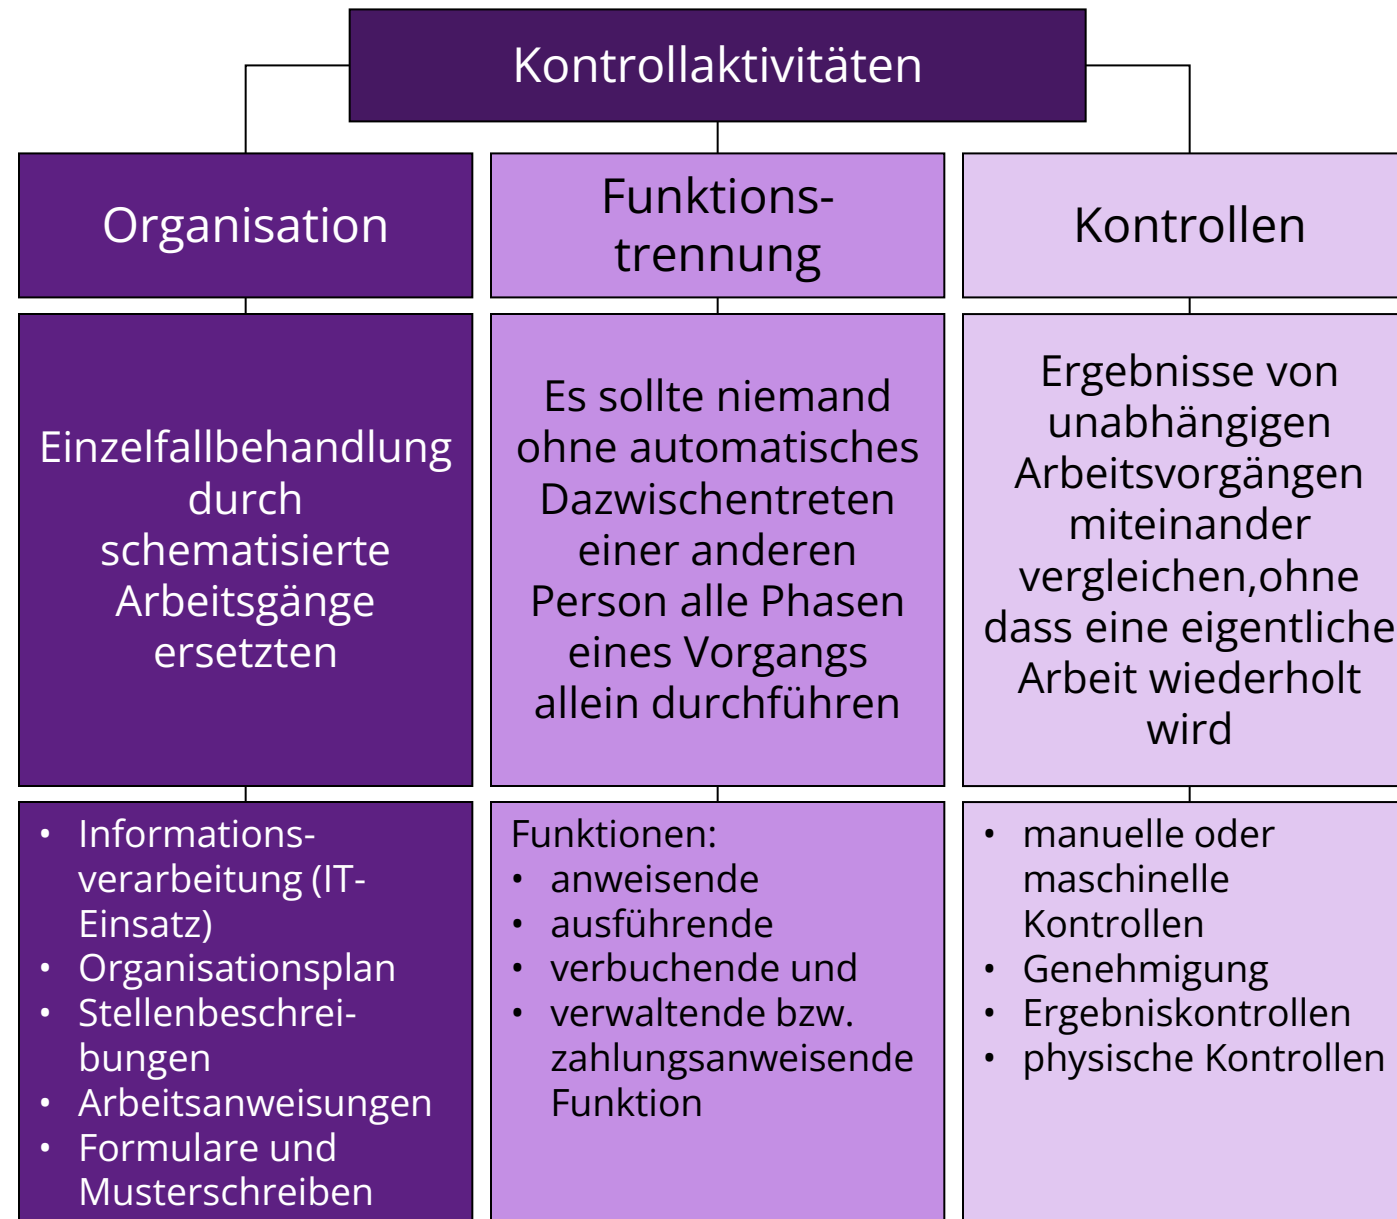 Kontrollaktivitäten
Organisation
Funktions-
trennung
Kontrollen
Einzelfallbehandlung
durch
schematisierte
Arbeitsgänge
ersetzten
Es sollte niemand
ohne automatisches
Dazwischentreten
einer anderen
Person alle Phasen
eines Vorgangs
allein durchführen
Ergebnisse von
unabhängigen
Arbeitsvorgängen
miteinander
vergleichen,ohne
dass eine eigentliche
Arbeit wiederholt
wird
• Informations-
verarbeitung (IT-
Einsatz)
• Organisationsplan
• Stellenbeschrei-
bungen
• Arbeitsanweisungen
• Formulare und
Musterschreiben
Funktionen:
• anweisende
• ausführende
• verbuchende und
• verwaltende bzw.
zahlungsanweisende
Funktion
• manuelle oder
maschinelle
Kontrollen
• Genehmigung
• Ergebniskontrollen
• physische Kontrollen